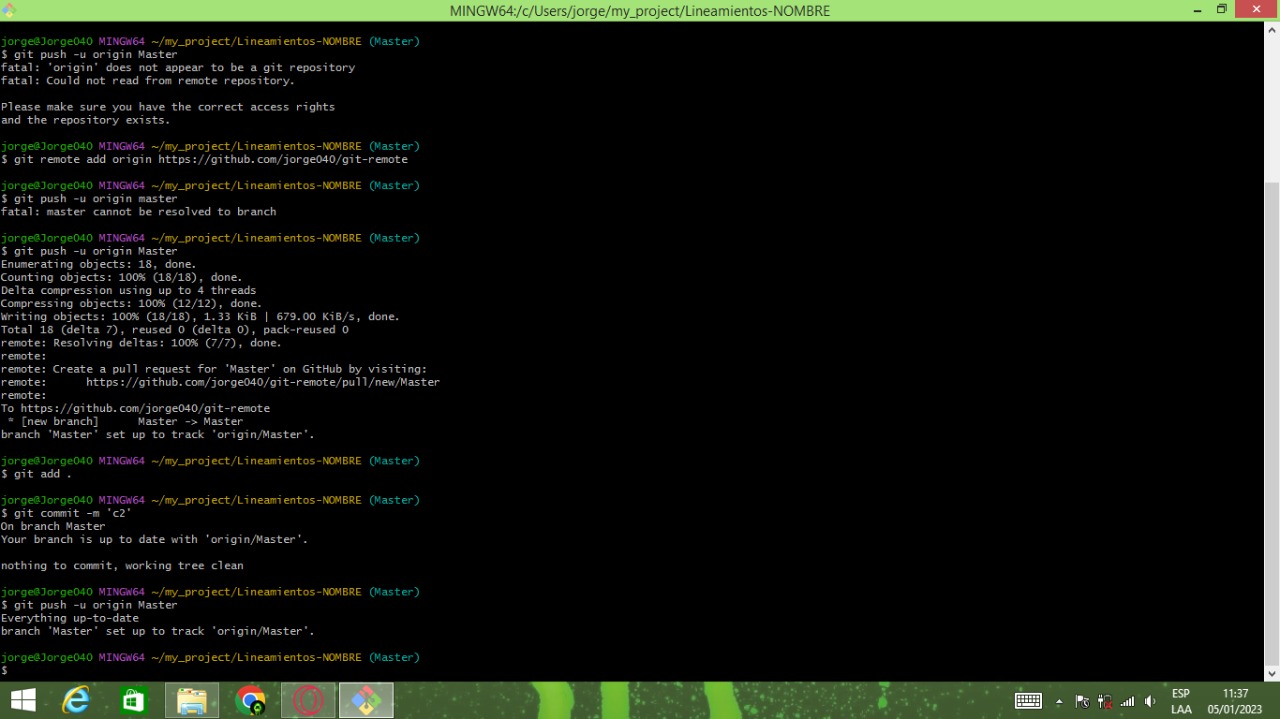 MINGW64:/c/Users/jorge/my_project/Lineamientos-NOMBRE
jorge@Jorge040 MINGW64 ~/my_project/Lineamientos-NOMBRE (Master)
$ git push -u origin Master
fatal: 'origin' does not appear to be a git repository
fatal: Could not read from remote repository.
Please make sure you have the correct access rights
and the repository exists.
jorge@Jorge040 MINGW64 ~/my_project/Lineamientos-NOMBRE (Master)
$ git remote add origin https://github.com/jorge040/git-remote
jorge@Jorge040 MINGW64 ~/my_project/Lineamientos-NOMBRE (Master)
$ git push -u origin master
fatal: master cannot be resolved to branch
jorge@Jorge040 MINGW64 ~/my_project/Lineamientos-NOMBRE (Master)
$ git push -u origin Master
Enumerating objects: 18, done.
Counting objects: 100% (18/18), done.
Delta compression using up to 4 threads
Compressing objects: 100% (12/12), done.
Writing objects: 100% (18/18), 1.33 KiB | 679.00 KiB/s, done.
Total 18 (delta 7), reused 0 (delta 0), pack-reused 0
remote: Resolving deltas: 100% (7/7), done.
remote:
remote: Create a pull request for 'Master' on GitHub by visiting:
remote:      https://github.com/jorge040/git-remote/pull/new/Master
remote:
To https://github.com/jorge040/git-remote
 * [new branch]      Master -> Master
branch 'Master' set up to track 'origin/Master'.
jorge@Jorge040 MINGW64 ~/my_project/Lineamientos-NOMBRE (Master)
$ git add .
jorge@Jorge040 MINGW64 ~/my_project/Lineamientos-NOMBRE (Master)
$ git commit -m 'c2'
On branch Master
Your branch is up to date with 'origin/Master'.
nothing to commit, working tree clean
jorge@Jorge040 MINGW64 ~/my_project/Lineamientos-NOMBRE (Master)
$ git push -u origin Master
Everything up-to-date
branch 'Master' set up to track 'origin/Master'.
jorge@Jorge040 MINGW64 ~/my_project/Lineamientos-NOMBRE (Master)
$
ESP 11:37
LAA 05/01/2023